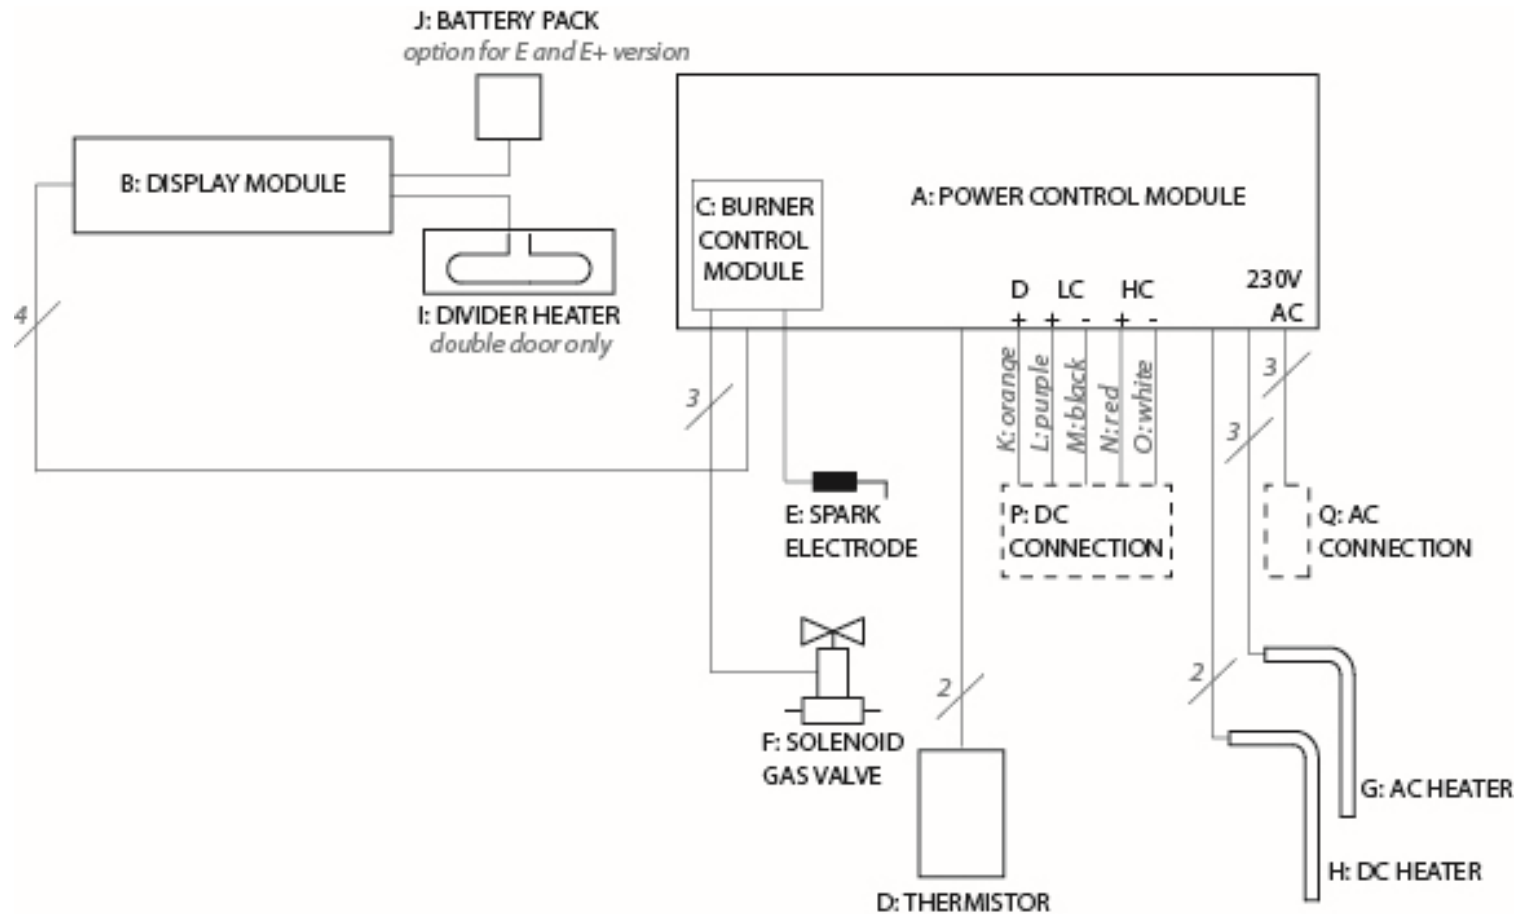 J: BATTERY PACK
option for E and E+ version
B: DISPLAY MODULE
A: POWER CONTROL MODULE
C: BURNER
CONTROL
MODULE
230V
AC
D LC HC
+ + - + -
I: DIVIDER HEATER
double door only
4
3
3
3
K: orange
L: purple
M: black
N: red
O: white
E: SPARK
ELECTRODE
P: DC
CONNECTION
Q: AC
CONNECTION
2
2
F: SOLENOID
GAS VALVE
G: AC HEATER
H: DC HEATER
D: THERMISTOR